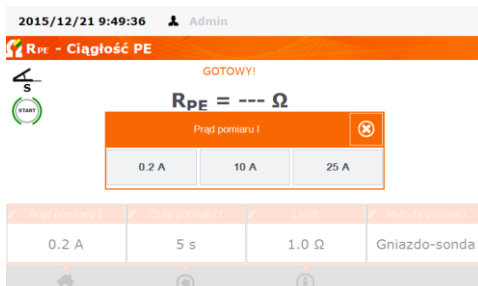 2015/12/21 9:49:36 Admin
RPE - Ciągłość PE
GOTOWY!
S
START
RPE = --- Ω
Prąd pomiaru I
0.2 A 10 A 25 A
Prąd pomiaru I Czas pomiaru t Limit Metoda pomiaru
0.2 A 5 s 1.0 Ω Gniazdo-sonda